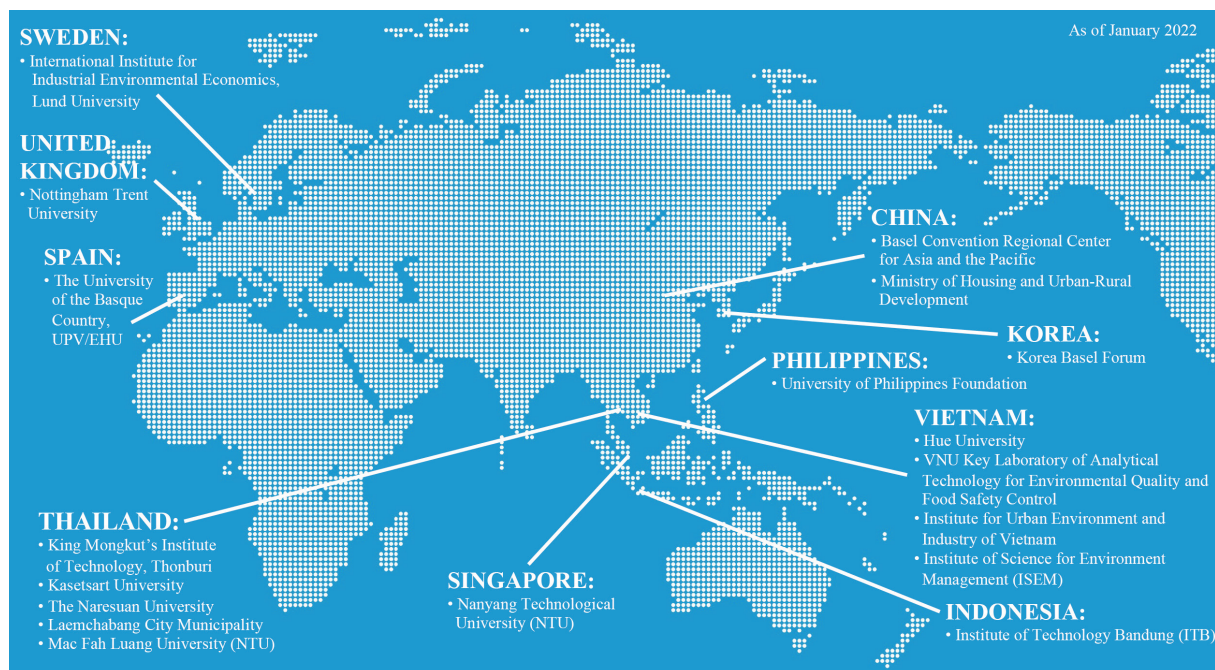 As of January 2022
SWEDEN:
• International Institute for
Industrial Environmental Economics,
Lund University
UNITED
KINGDOM:
• Nottingham Trent
University
SPAIN:
• The University
of the Basque
Country,
UPV/EHU
CHINA:
• Basel Convention Regional Center
for Asia and the Pacific
• Ministry of Housing and Urban-Rural
Development
KOREA:
• Korea Basel Forum
PHILIPPINES:
• University of Philippines Foundation
VIETNAM:
• Hue University
• VNU Key Laboratory of Analytical
Technology for Environmental Quality and
Food Safety Control
• Institute for Urban Environment and
Industry of Vietnam
• Institute of Science for Environment
Management (ISEM)
THAILAND:
• King Mongkut’s Institute
of Technology, Thonburi
• Kasetsart University
• The Naresuan University
• Laemchabang City Municipality
• Mac Fah Luang University (NTU)
SINGAPORE:
• Nanyang Technological
University (NTU)
INDONESIA:
• Institute of Technology Bandung (ITB)